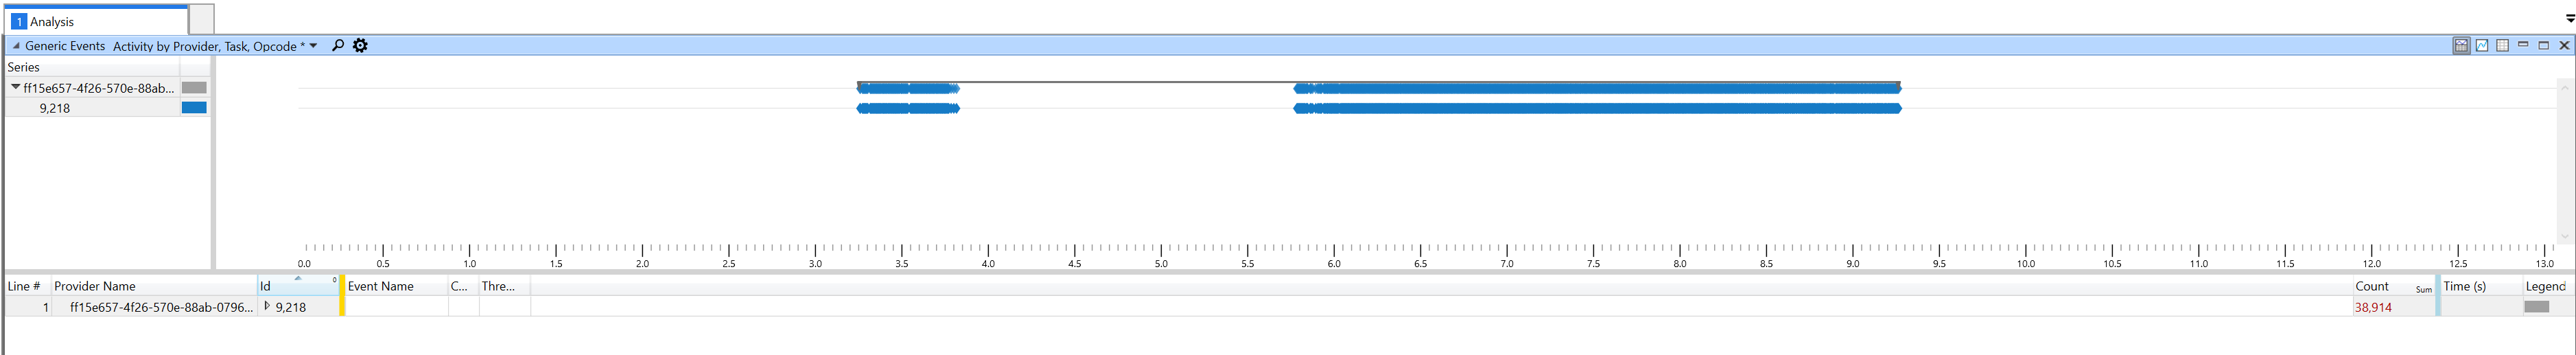 1 Analysis
Generic Events Activity by Provider, Task, Opcode *
Series
ff15e657-4f26-570e-88ab...
9,218
0.0 0.5 1.0 1.5 2.0 2.5 3.0 3.5 4.0 4.5 5.0 5.5 6.0 6.5 7.0 7.5 8.0 8.5 9.0 9.5 10.0 10.5 11.0 11.5 12.0 12.5 13.0
Line # Provider Name Id 0 Event Name C... Thre... Count Sum Time (s) Legend
1 ff15e657-4f26-570e-88ab-0796... 9,218 38,914